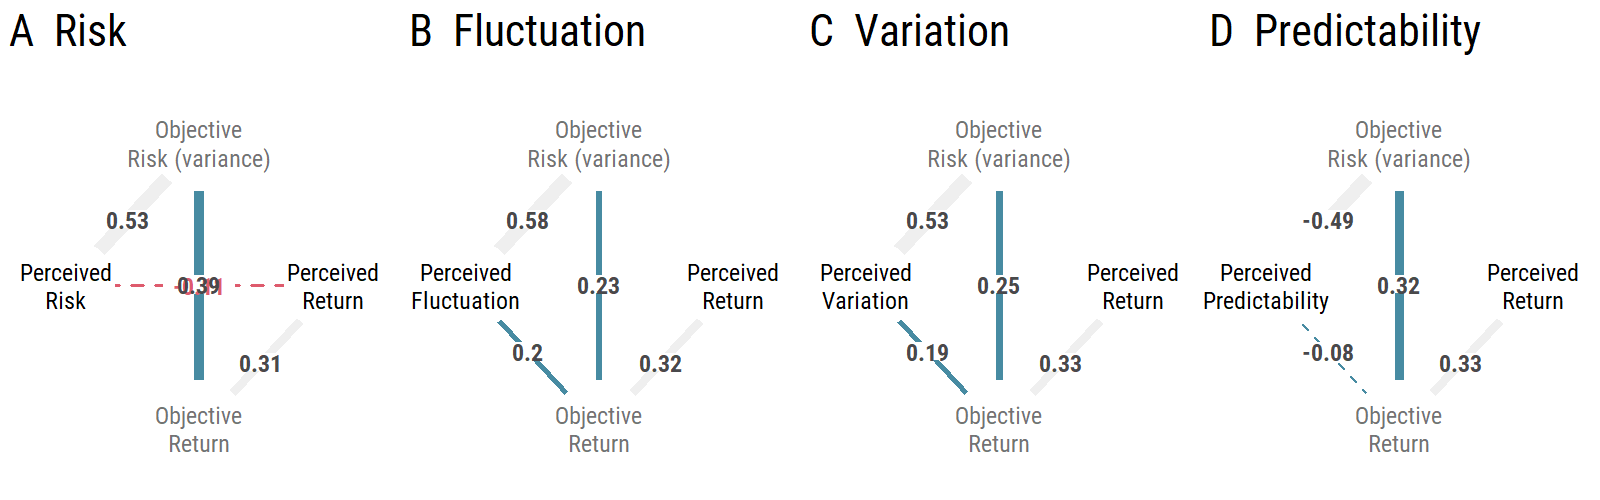 A Risk
Objective
Risk (variance)
0.53
Perceived
Risk
0.39
Perceived
Return
0.31
Objective
Return
B Fluctuation
Objective
Risk (variance)
0.58
Perceived
Fluctuation
0.23
Perceived
Return
0.2
0.32
Objective
Return
C Variation
Objective
Risk (variance)
0.53
Perceived
Variation
0.25
Perceived
Return
0.19
0.33
Objective
Return
D Predictability
Objective
Risk (variance)
-0.49
Perceived
Predictability
0.32
Perceived
Return
-0.08
0.33
Objective
Return